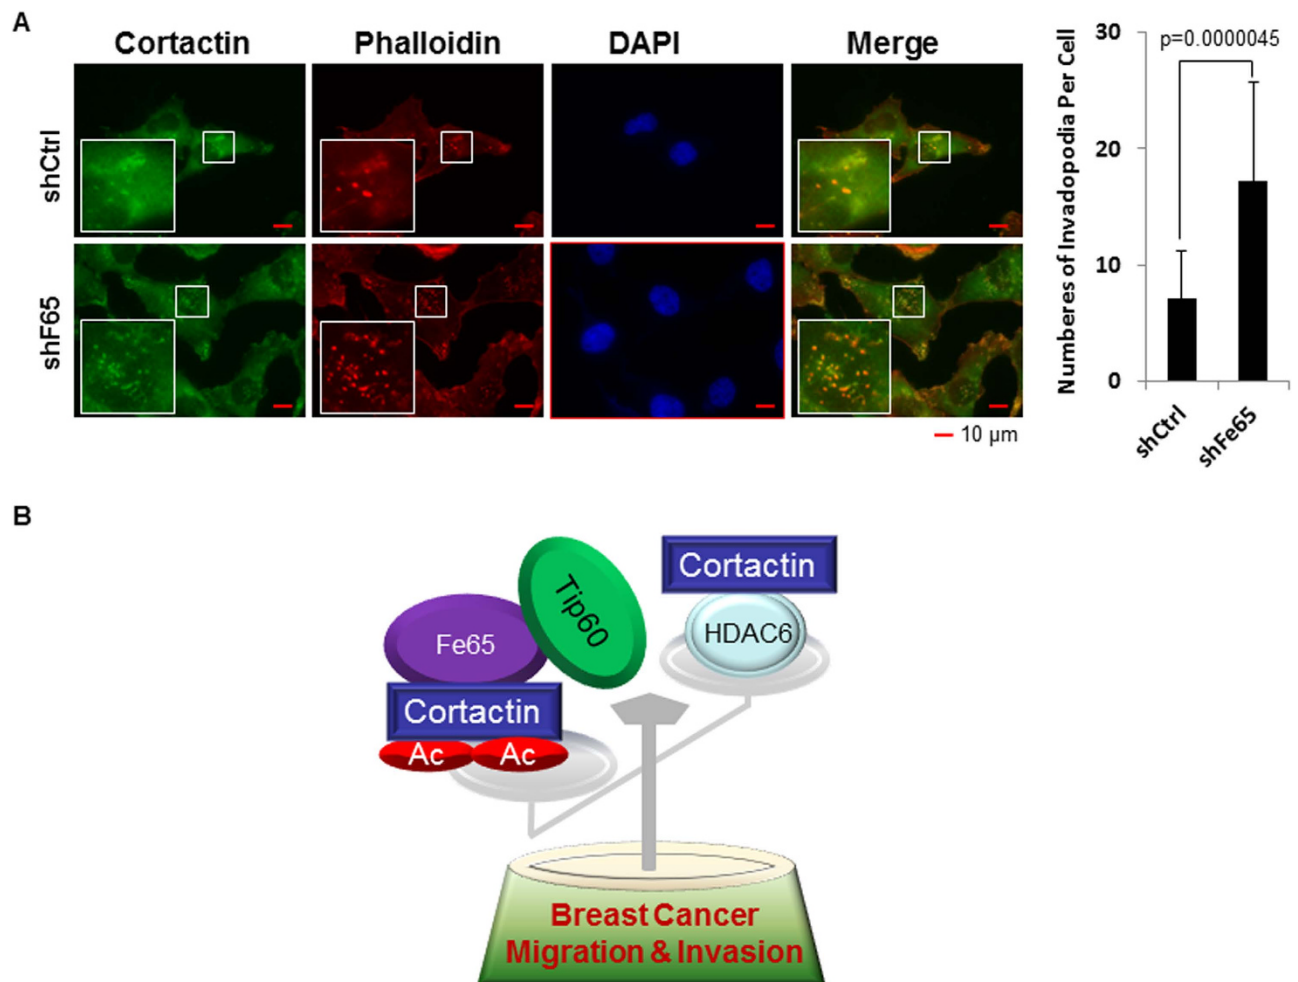 A
Cortactin Phalloidin DAPI Merge
shCtrl
shF65
10 µm
Numberes of Invadopodia Per Cell
30
20
10
0
p=0.0000045
shCtrl
shFe65
B
Cortactin
Tip60
HDAC6
Fe65
Cortactin
Ac Ac
Breast Cancer
Migration & Invasion